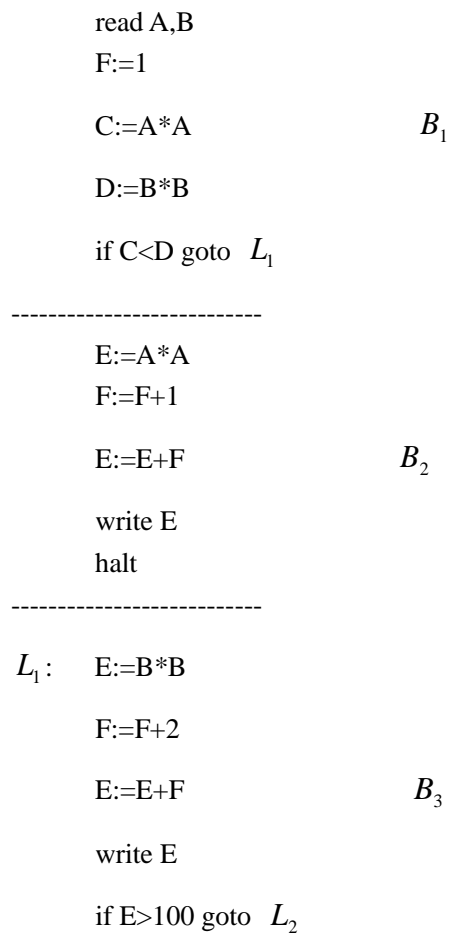 read A,B
F:=1
C:=A*A B₁
D:=B*B
if C<D goto L₁
---------------------------
E:=A*A
F:=F+1
E:=E+F B₂
write E
halt
---------------------------
L₁: E:=B*B
F:=F+2
E:=E+F B₃
write E
if E>100 goto L₂